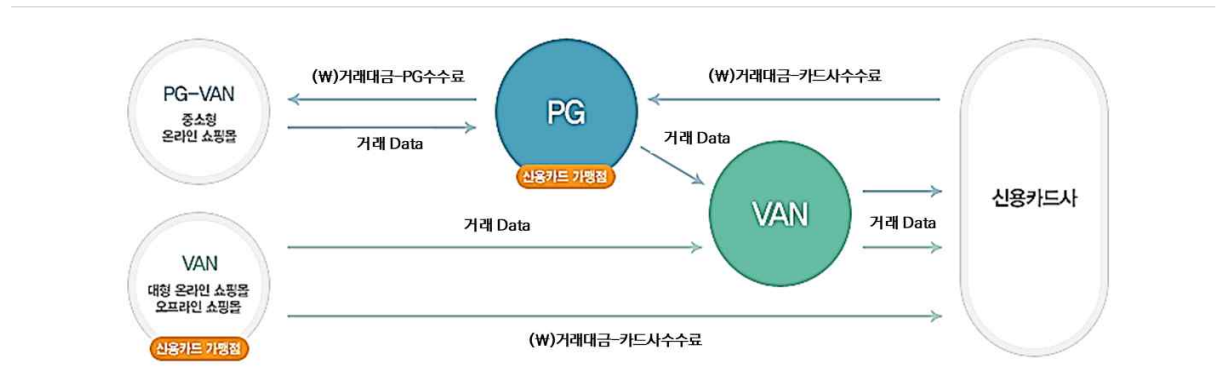 (₩)거래대금-PG수수료
(₩)거래대금-카드사수수료
PG-VAN
중소형
온라인 쇼핑몰
거래 Data
PG
신용카드 가맹점
거래 Data
VAN
거래 Data
신용카드사
거래 Data
VAN
대형 온라인 쇼핑몰
오프라인 쇼핑몰
신용카드 가맹점
(₩)거래대금-카드사수수료